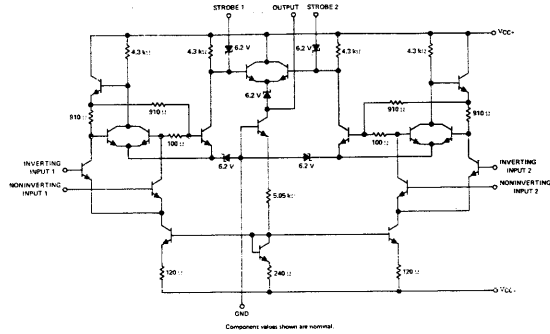 STROBE 1 OUTPUT STROBE 2
VCC+
4.3 kΩ 4.3 kΩ 6.2 V 6.2 V 4.3 kΩ 4.3 kΩ
6.2 V
910 Ω 910 Ω
910 Ω 910 Ω
100 Ω 100 Ω
6.2 V 6.2 V
INVERTING INPUT 1
INVERTING INPUT 2
NONINVERTING INPUT 1
NONINVERTING INPUT 2
5.05 kΩ
120 Ω 240 Ω 120 Ω
VCC-
GND
Component values shown are nominal.